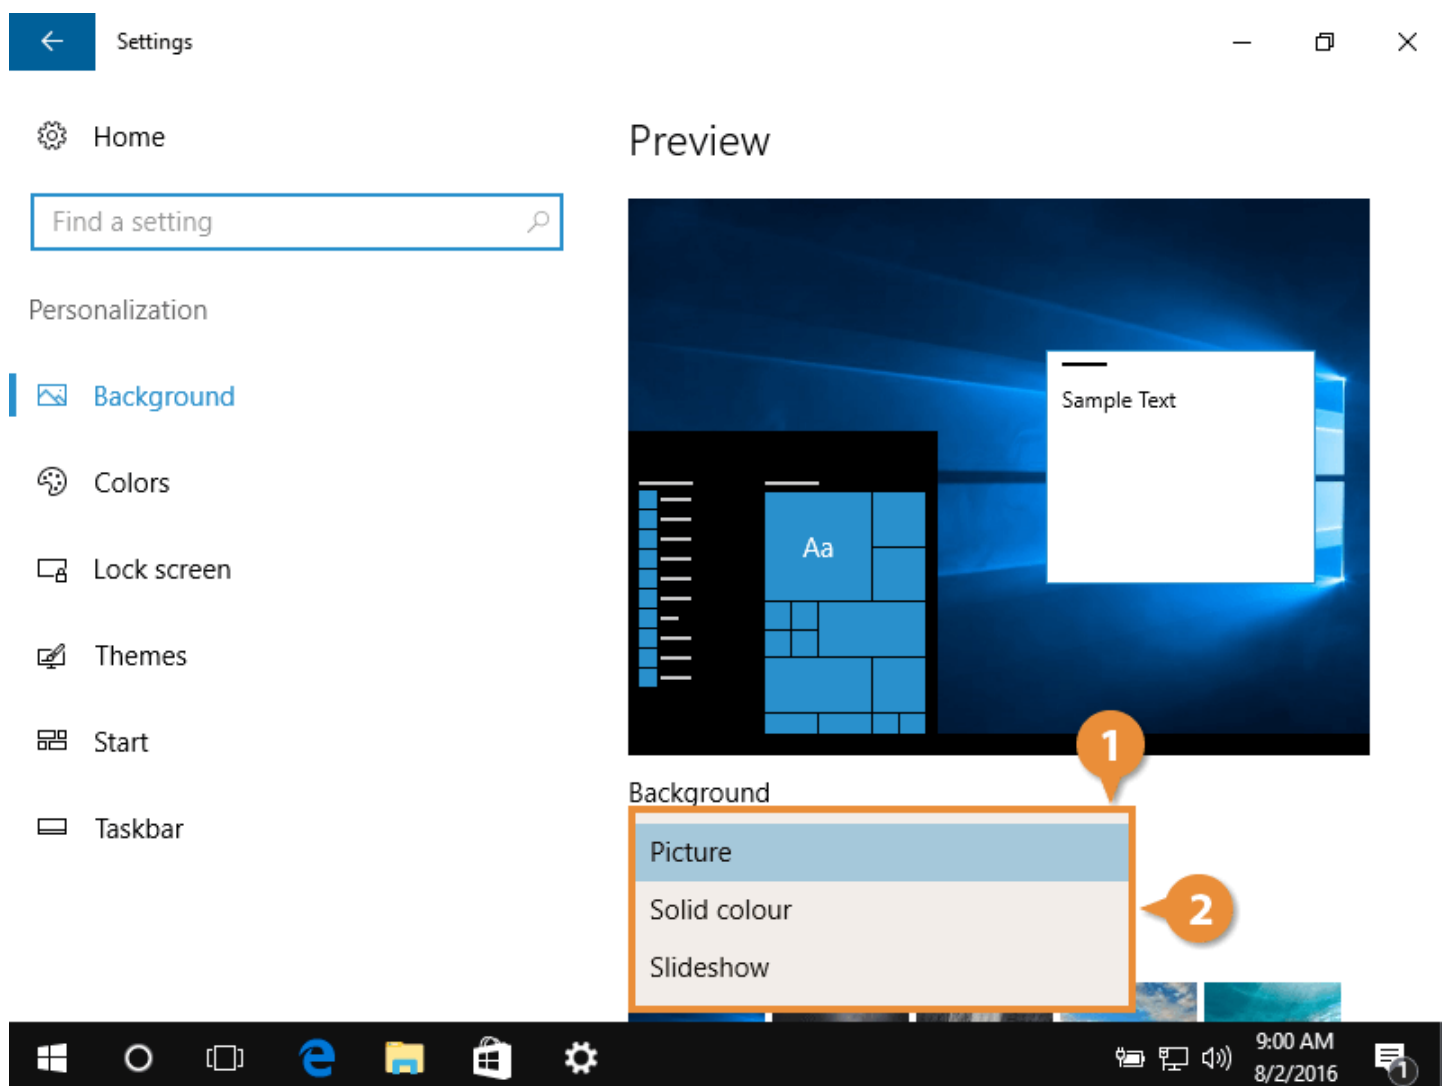 Settings
Home
Find a setting
Personalization
Background
Colors
Lock screen
Themes
Start
Taskbar
Preview
Sample Text
Aa
1
Background
Picture
Solid colour
2
Slideshow
9:00 AM
8/2/2016
1